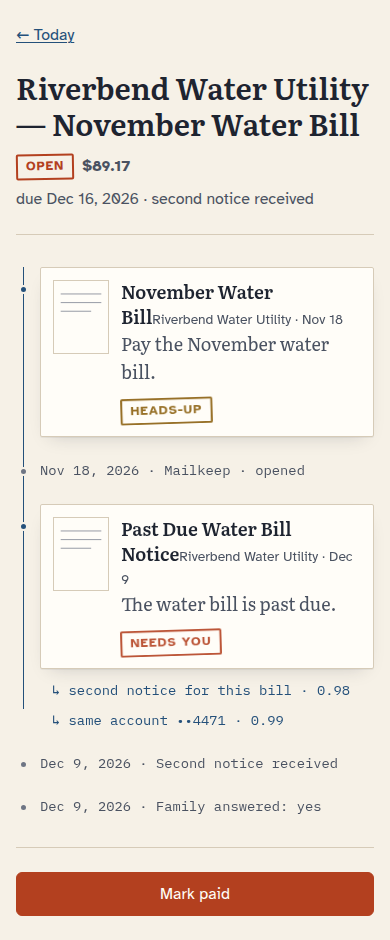 ← Today
Riverbend Water Utility
— November Water Bill
OPEN $89.17
due Dec 16, 2026 · second notice received
November Water
BillRiverbend Water Utility · Nov 18
Pay the November water
bill.
HEADS-UP
Nov 18, 2026 · Mailkeep · opened
Past Due Water Bill
NoticeRiverbend Water Utility · Dec
9
The water bill is past due.
NEEDS YOU
↳ second notice for this bill · 0.98
↳ same account ••4471 · 0.99
Dec 9, 2026 · Second notice received
Dec 9, 2026 · Family answered: yes
Mark paid